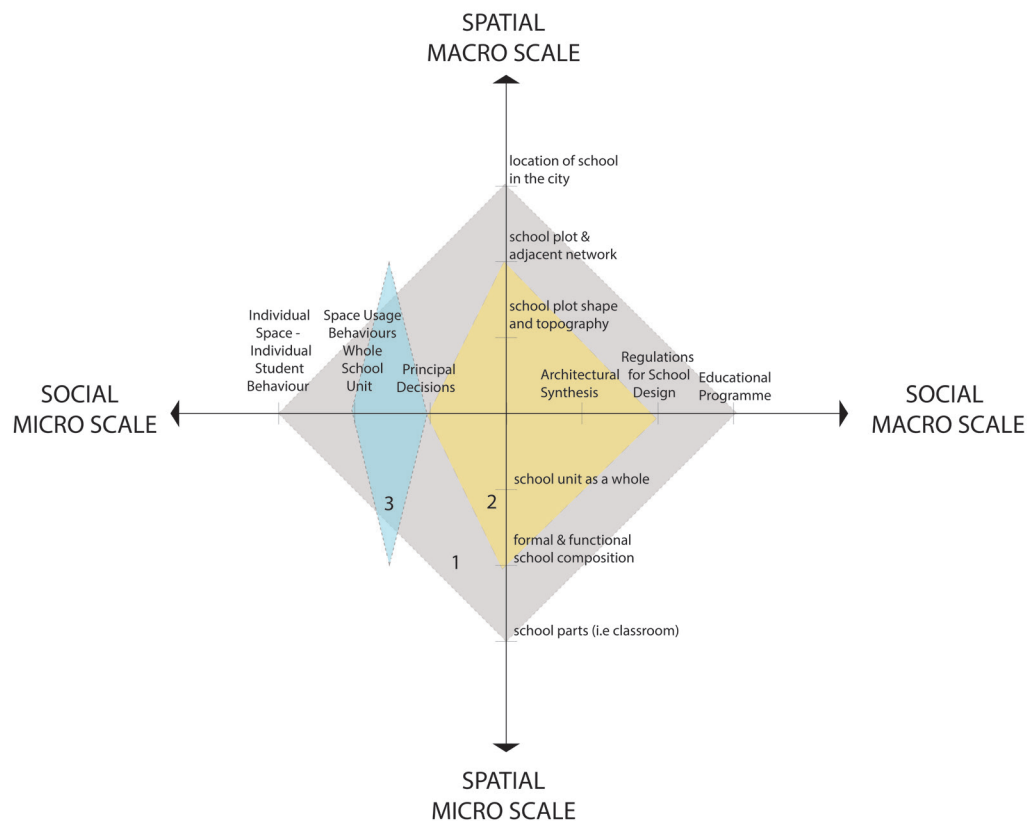 SPATIAL
MACRO SCALE
location of school
in the city
school plot &
adjacent network
school plot shape
and topography
Individual
Space -
Individual
Student
Behaviour
Space Usage
Behaviours
Whole
School
Unit
Principal
Decisions
Architectural
Synthesis
Regulations
for School
Design
Educational
Programme
SOCIAL
MICRO SCALE
SOCIAL
MACRO SCALE
school unit as a whole
3
2
formal & functional
school composition
1
school parts (i.e classroom)
SPATIAL
MICRO SCALE